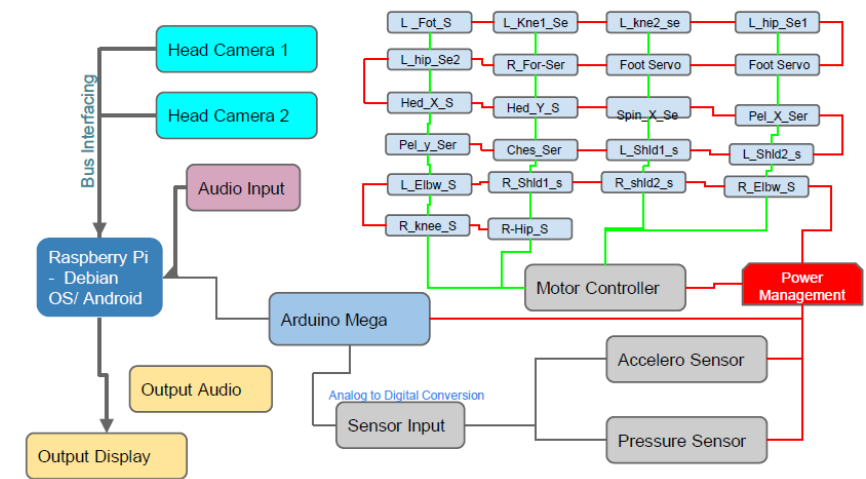 L _Fot_S
L_Kne1_Se
L_kne2_se
L_hip_Se1
Head Camera 1
L_hip_Se2
R_For-Ser
Foot Servo
Foot Servo
Head Camera 2
Hed_X_S
Hed_Y_S
Spin_X_Se
Pel_X_Ser
Bus Interfacing
Pel_y_Ser
Ches_Ser
L_Shld1_s
L_Shld2_s
Audio Input
L_Elbw_S
R_Shld1_s
R_shld2_s
R_Elbw_S
R_knee_S
R-Hip_S
Raspberry Pi
- Debian
OS/ Android
Motor Controller
Power
Management
Arduino Mega
Accelero Sensor
Output Audio
Analog to Digital Conversion
Sensor Input
Pressure Sensor
Output Display